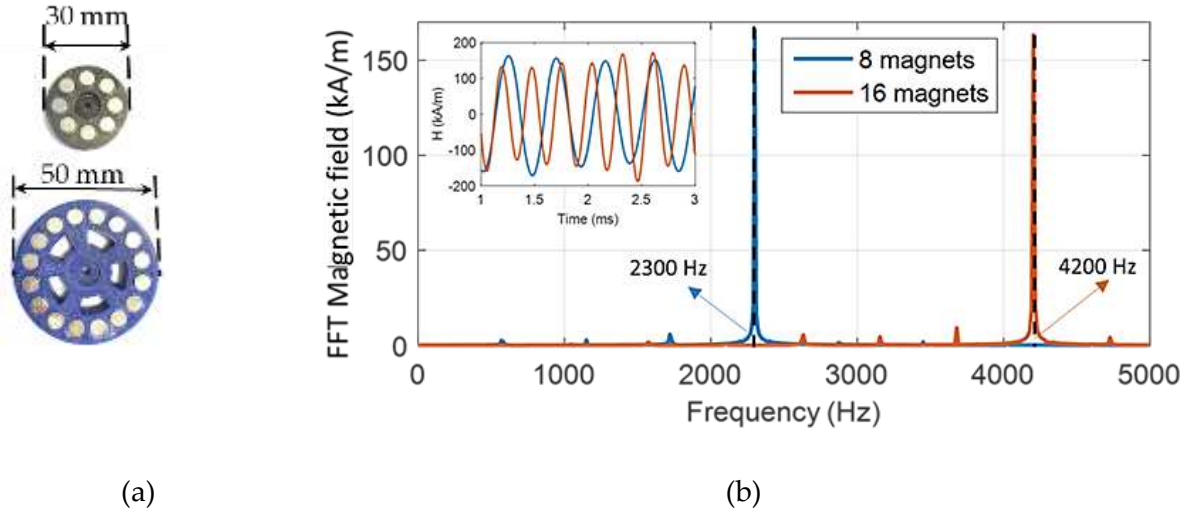 30 mm
50 mm
(a)
FFT Magnetic field (kA/m)
150
100
50
0
0 1000 2000 3000 4000 5000
Frequency (Hz)
8 magnets
16 magnets
2300 Hz
4200 Hz
H (kA/m)
200
100
0
-100
-200
1 1.5 2 2.5 3
Time (ms)
(b)